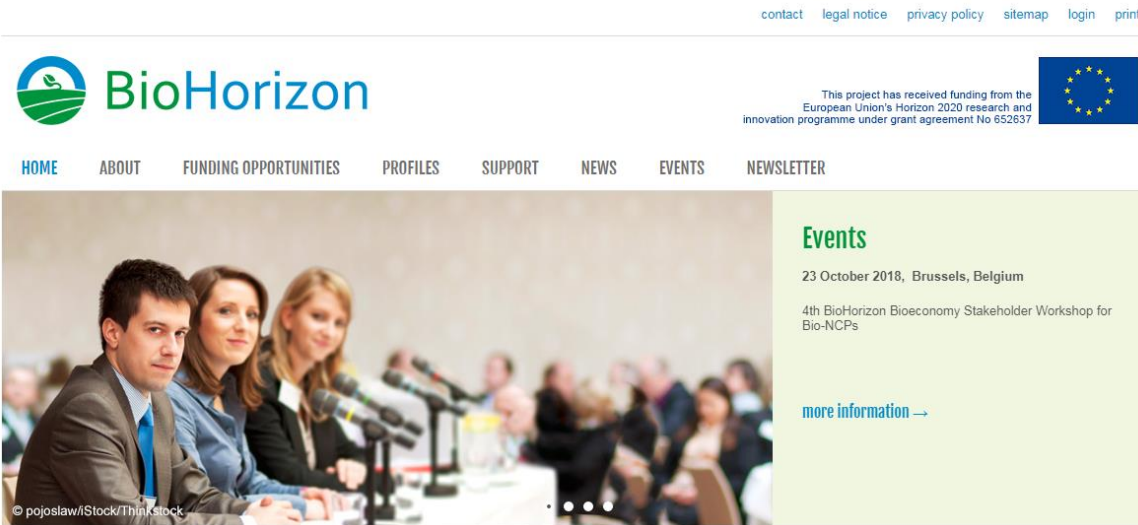 contact legal notice privacy policy sitemap login print
BioHorizon
This project has received funding from the
European Union's Horizon 2020 research and
innovation programme under grant agreement No 652637
HOME ABOUT FUNDING OPPORTUNITIES PROFILES SUPPORT NEWS EVENTS NEWSLETTER
Events
23 October 2018, Brussels, Belgium
4th BioHorizon Bioeconomy Stakeholder Workshop for
Bio-NCPs
more information →
© pojoslaw/iStock/Thinkstock